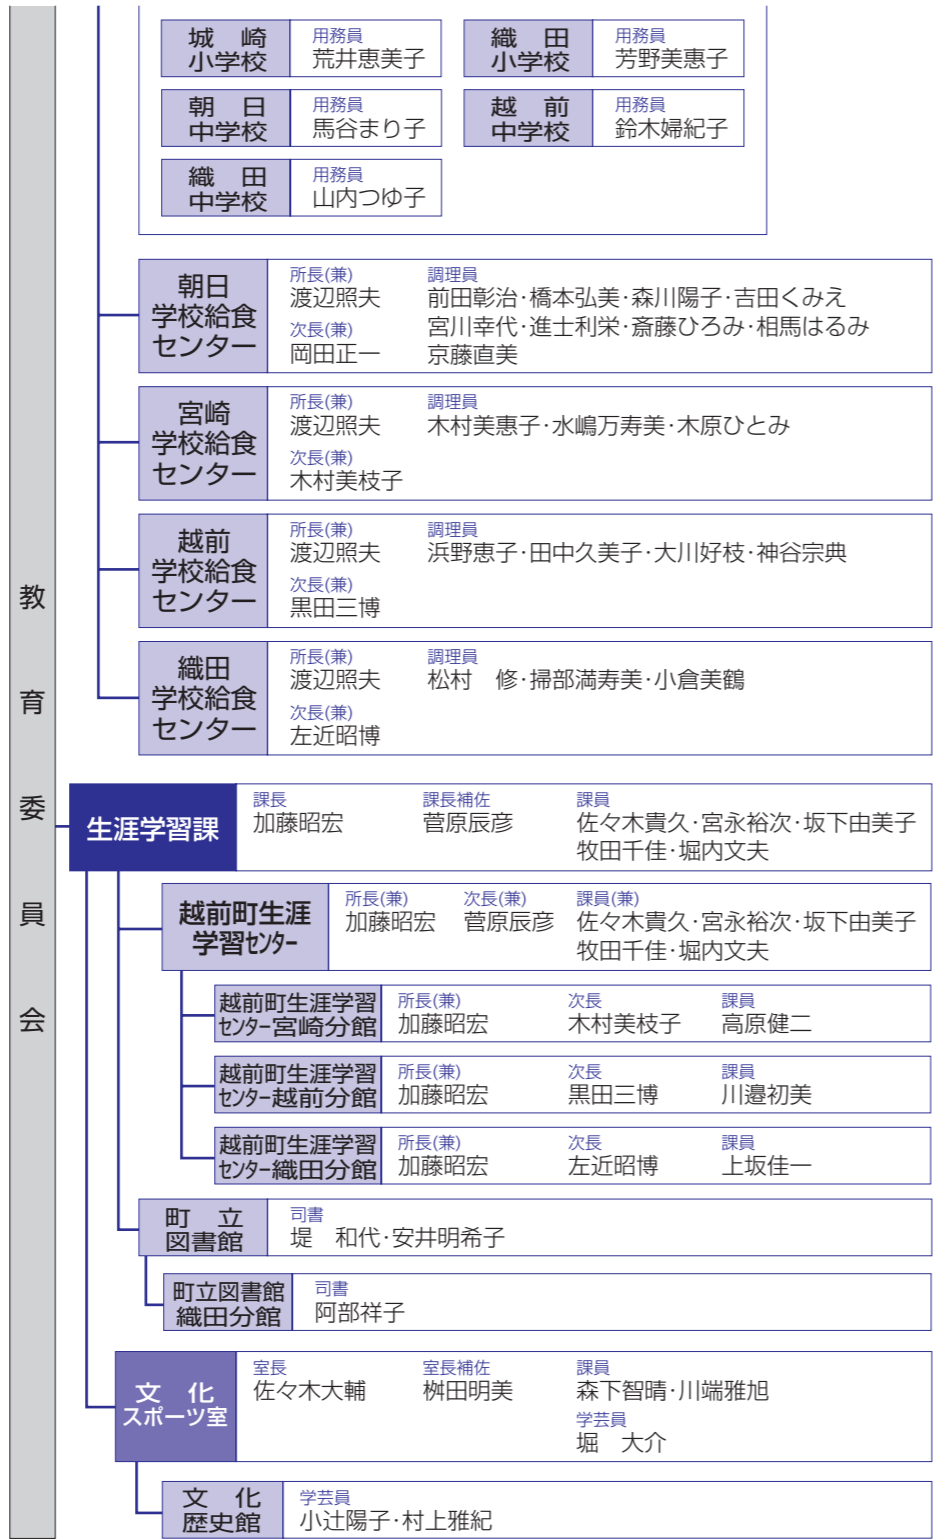 教育委員会
城　崎
小学校
用務員
荒井恵美子
織　田
小学校
用務員
芳野美惠子
朝　日
中学校
用務員
馬谷まり子
越　前
中学校
用務員
鈴木婦紀子
織　田
中学校
用務員
山内つゆ子
朝日
学校給食
センター
所長(兼)
渡辺照夫
次長(兼)
岡田正一
調理員
前田彰治･橋本弘美･森川陽子･吉田くみえ
宮川幸代･進士利栄･斎藤ひろみ･相馬はるみ
京藤直美
宮崎
学校給食
センター
所長(兼)
渡辺照夫
次長(兼)
木村美枝子
調理員
木村美惠子･水嶋万寿美･木原ひとみ
越前
学校給食
センター
所長(兼)
渡辺照夫
次長(兼)
黒田三博
調理員
浜野恵子･田中久美子･大川好枝･神谷宗典
織田
学校給食
センター
所長(兼)
渡辺照夫
次長(兼)
左近昭博
調理員
松村　修･掃部満寿美･小倉美鶴
生涯学習課
課長
加藤昭宏
課長補佐
菅原辰彦
課員
佐々木貴久･宮永裕次･坂下由美子
牧田千佳･堀内文夫
越前町生涯
学習センター
所長(兼)
加藤昭宏
次長(兼)
菅原辰彦
課員(兼)
佐々木貴久･宮永裕次･坂下由美子
牧田千佳･堀内文夫
越前町生涯学習
センター宮崎分館
所長(兼)
加藤昭宏
次長
木村美枝子
課員
高原健二
越前町生涯学習
センター越前分館
所長(兼)
加藤昭宏
次長
黒田三博
課員
川邉初美
越前町生涯学習
センター織田分館
所長(兼)
加藤昭宏
次長
左近昭博
課員
上坂佳一
町　立
図書館
司書
堤　和代･安井明希子
町立図書館
織田分館
司書
阿部祥子
文　化
スポーツ室
室長
佐々木大輔
室長補佐
桝田明美
課員
森下智晴･川端雅旭
学芸員
堀　大介
文　化
歴史館
学芸員
小辻陽子･村上雅紀